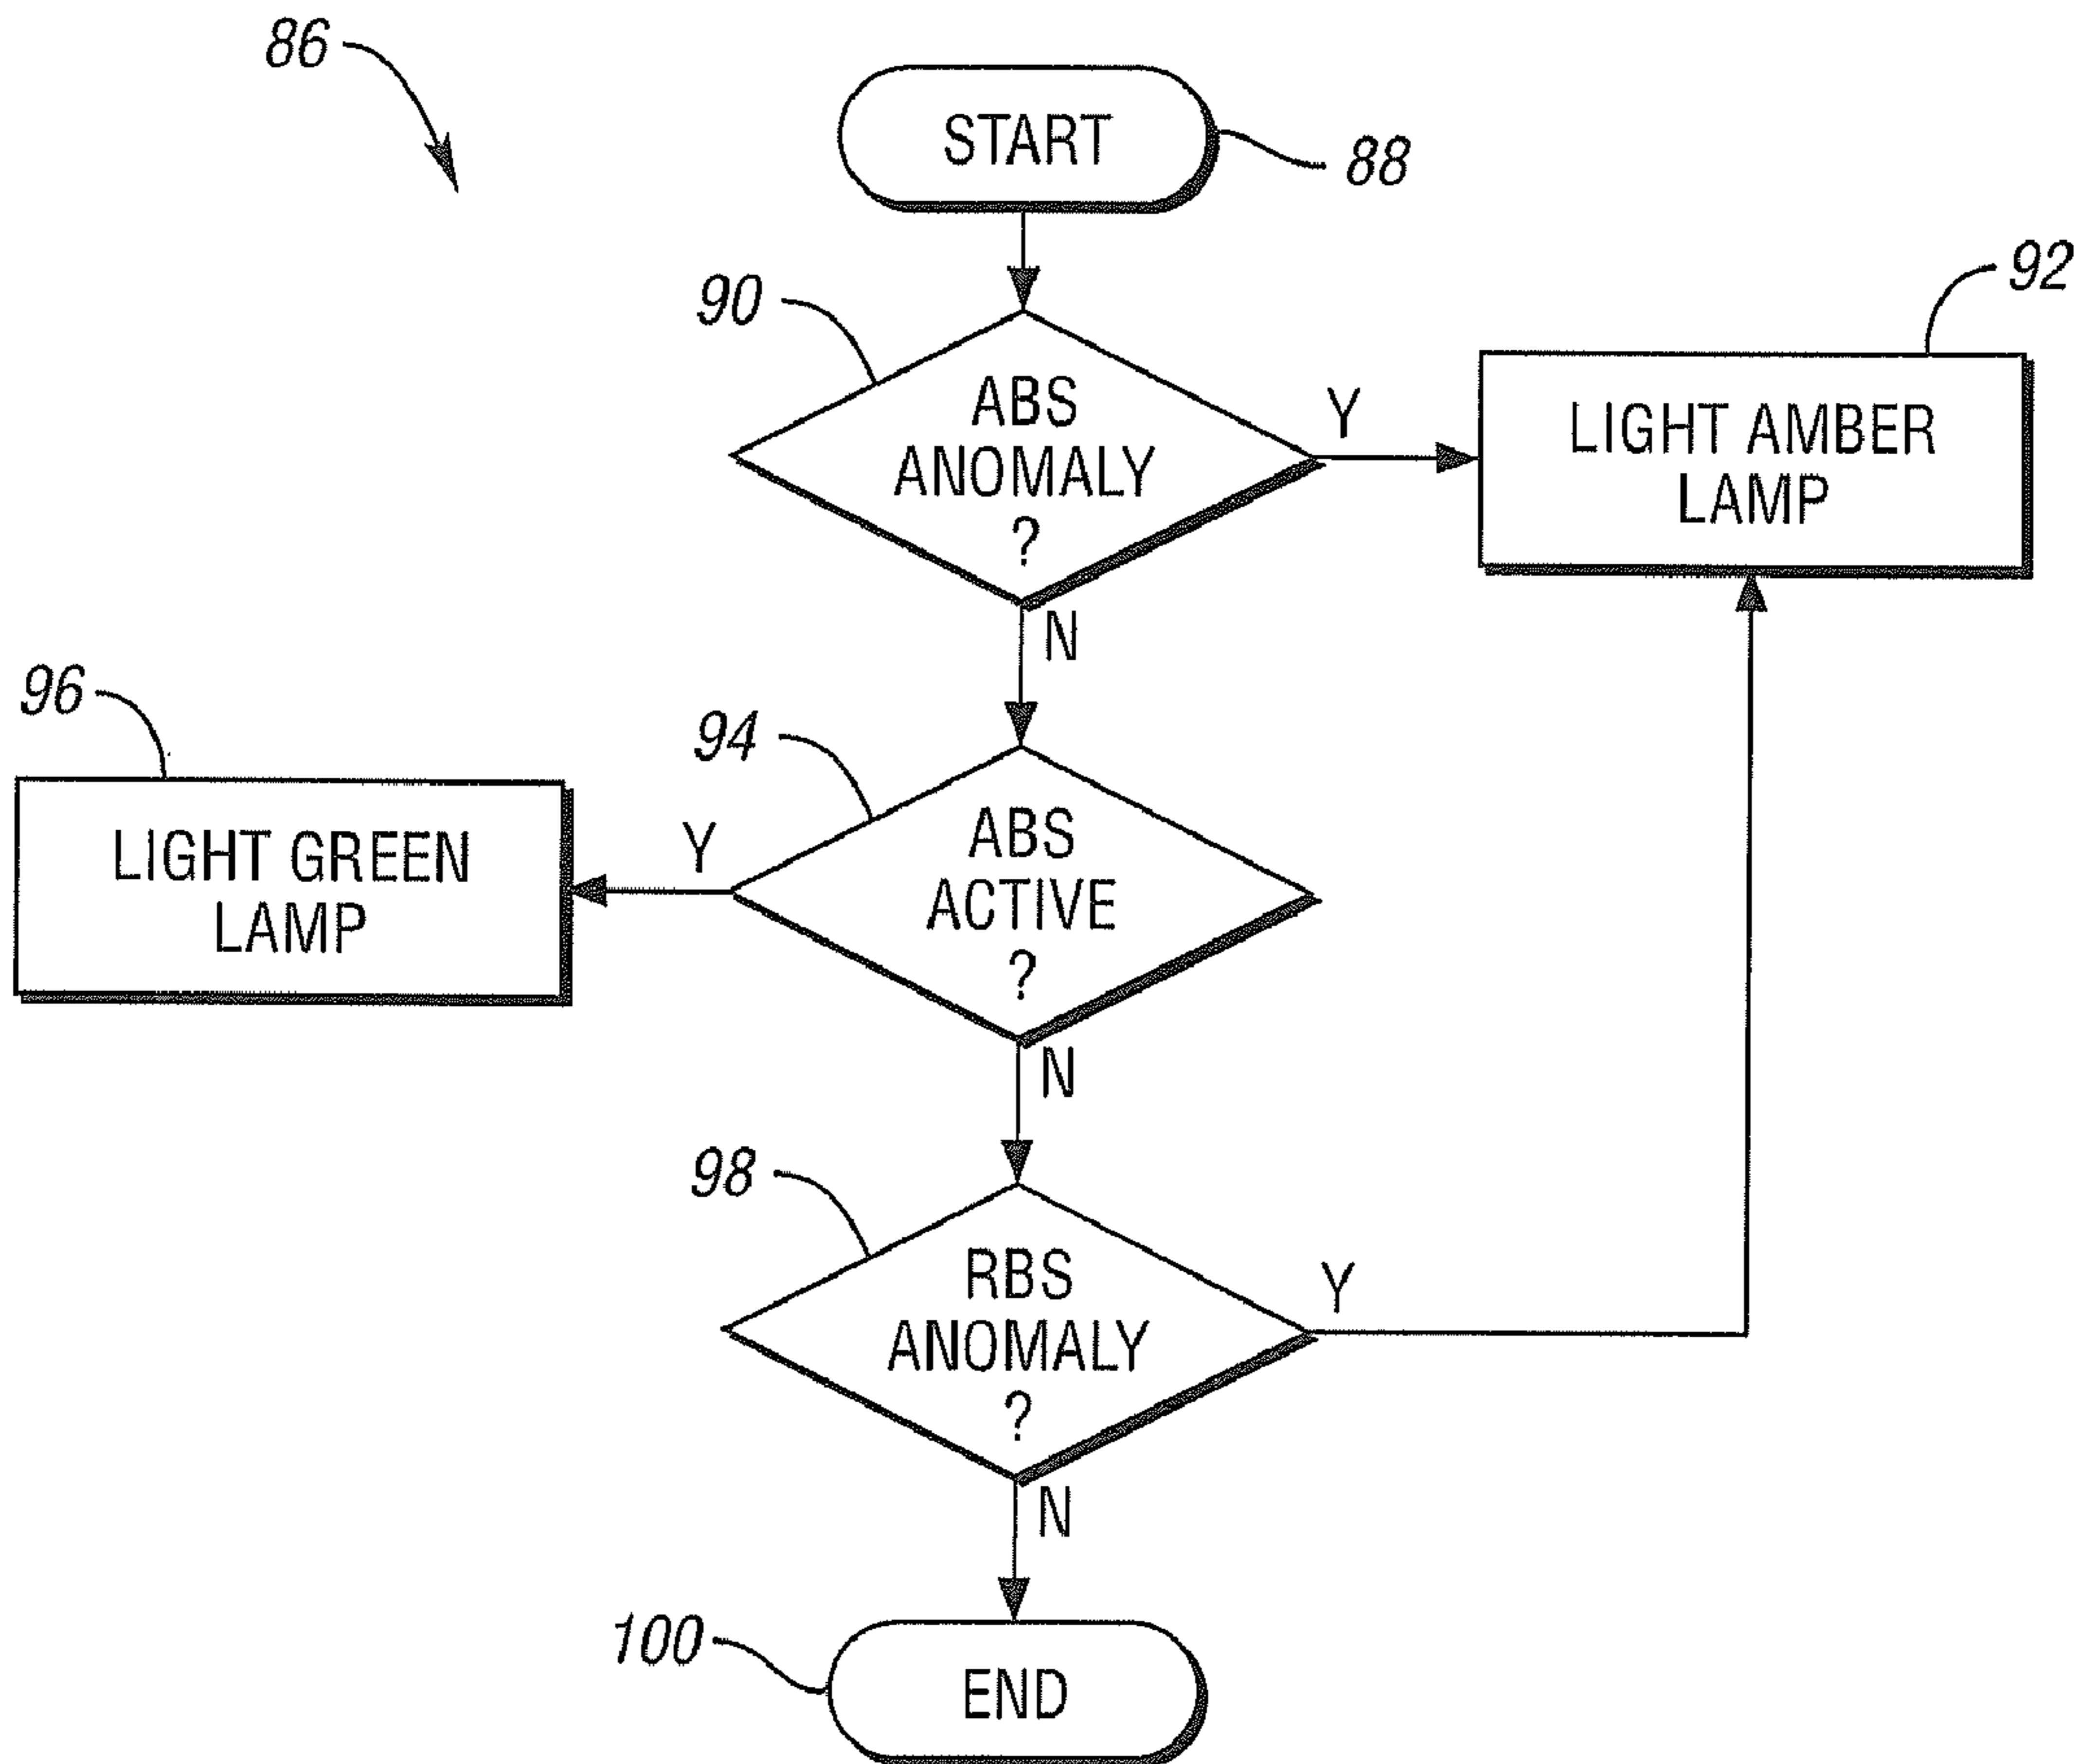 86
START
88
90
ABS
ANOMALY
?
Y
92
LIGHT AMBER
LAMP
N
96
94
LIGHT GREEN
LAMP
Y
ABS
ACTIVE
?
N
98
RBS
ANOMALY
?
Y
N
100
END